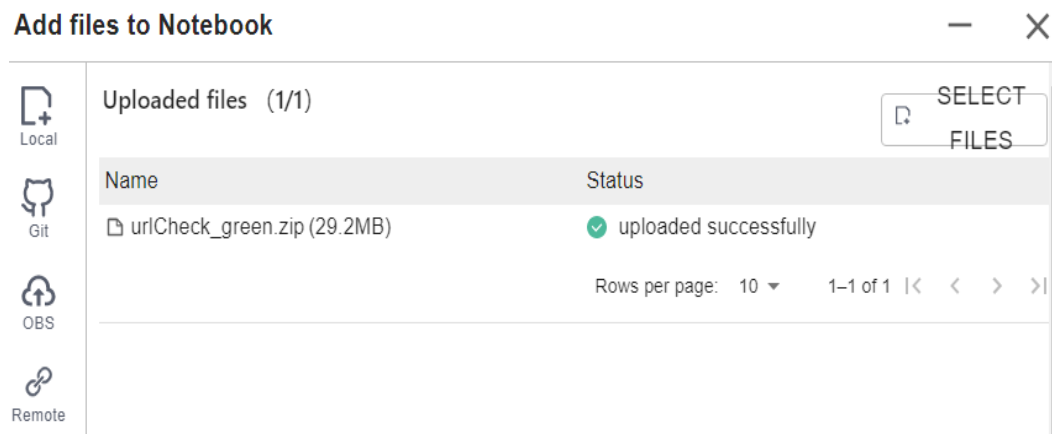 Add files to Notebook
Local
Git
OBS
Remote
Uploaded files (1/1)
SELECT
FILES
Name Status
urlCheck_green.zip (29.2MB) uploaded successfully
Rows per page: 10 1–1 of 1